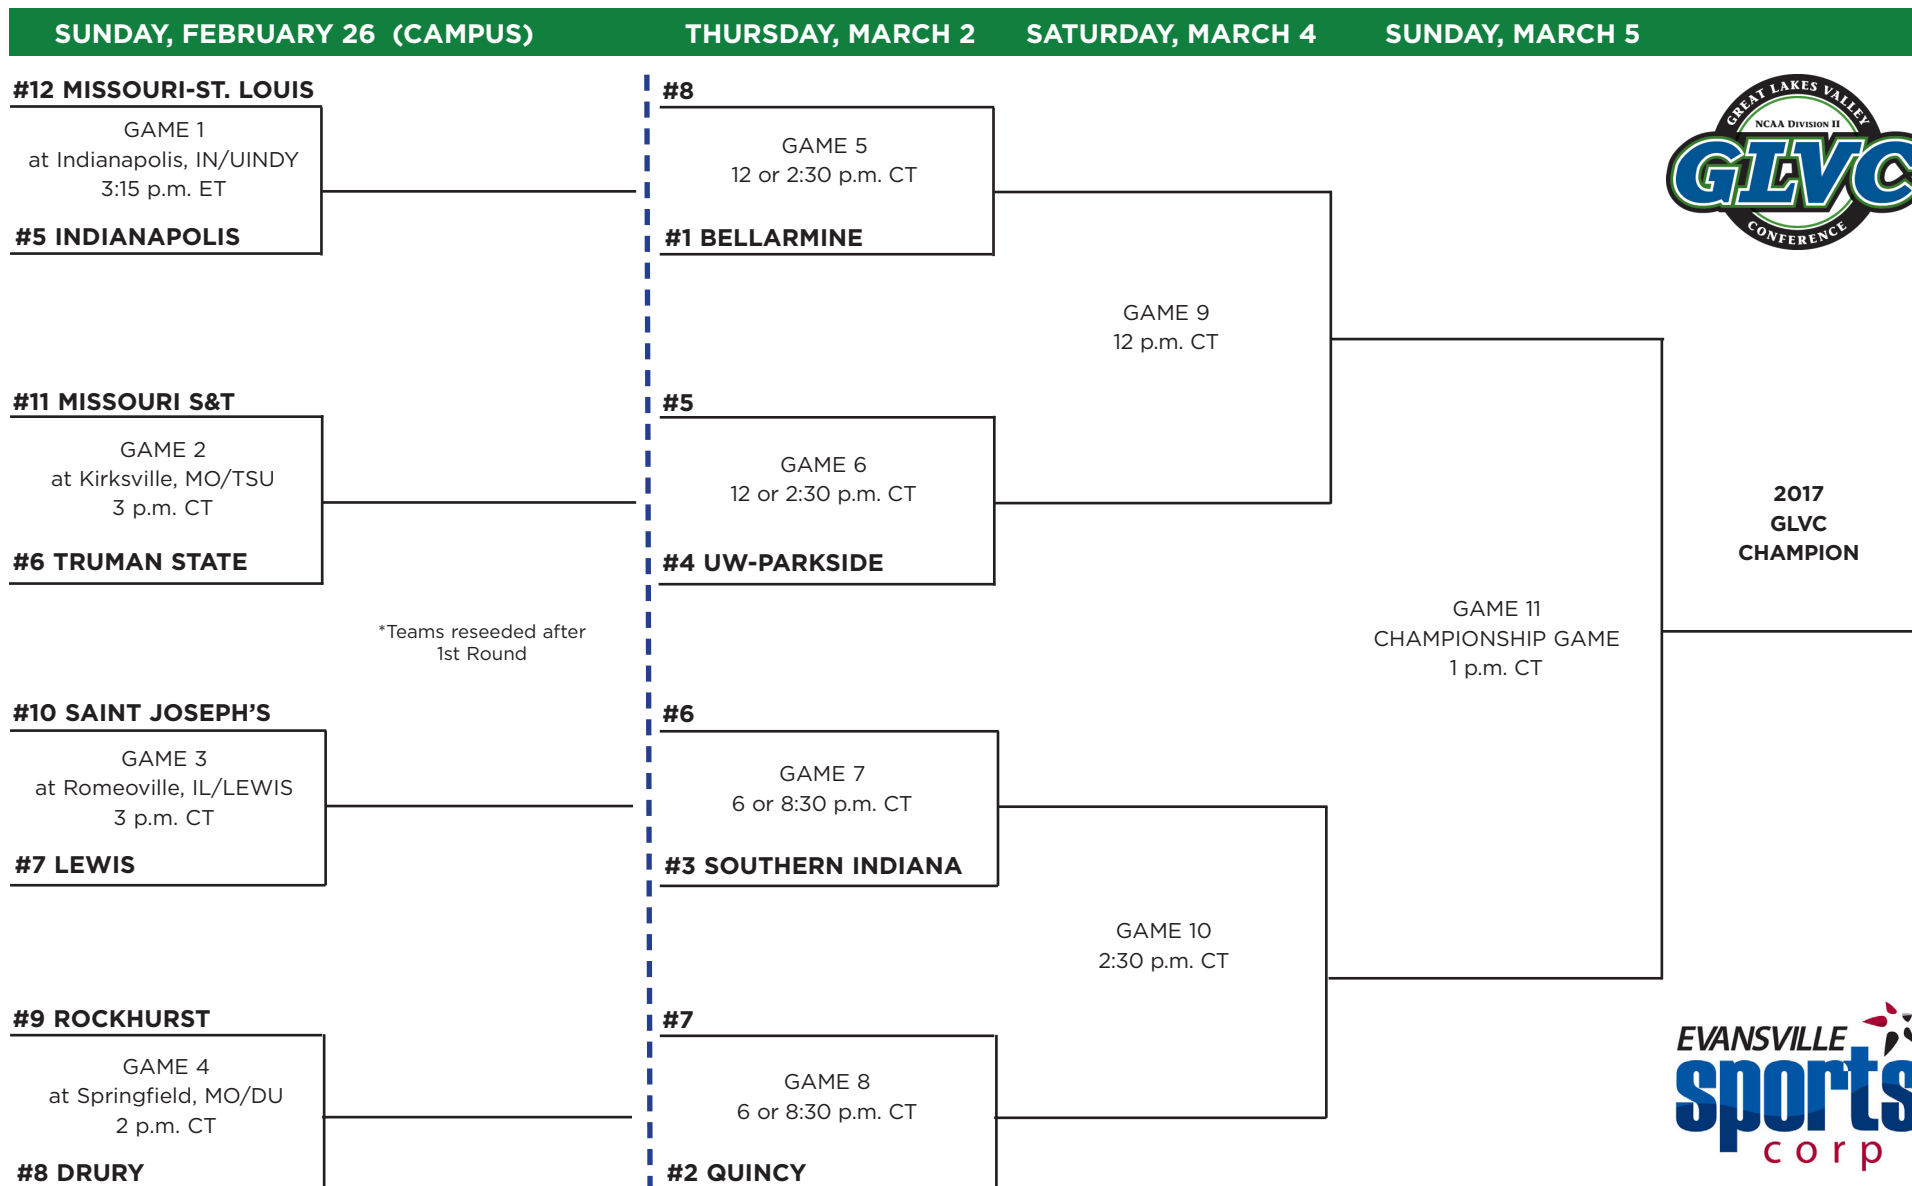 SUNDAY, FEBRUARY 26 (CAMPUS)
THURSDAY, MARCH 2
SATURDAY, MARCH 4
SUNDAY, MARCH 5
#12 MISSOURI-ST. LOUIS
GAME 1
at Indianapolis, IN/UINDY
3:15 p.m. ET
#5 INDIANAPOLIS
#11 MISSOURI S&T
GAME 2
at Kirksville, MO/TSU
3 p.m. CT
#6 TRUMAN STATE
*Teams reseeded after
1st Round
#10 SAINT JOSEPH’S
GAME 3
at Romeoville, IL/LEWIS
3 p.m. CT
#7 LEWIS
#9 ROCKHURST
GAME 4
at Springfield, MO/DU
2 p.m. CT
#8 DRURY
#8
GAME 5
12 or 2:30 p.m. CT
#1 BELLARMINE
#5
GAME 6
12 or 2:30 p.m. CT
#4 UW-PARKSIDE
#6
GAME 7
6 or 8:30 p.m. CT
#3 SOUTHERN INDIANA
#7
GAME 8
6 or 8:30 p.m. CT
#2 QUINCY
GAME 9
12 p.m. CT
GAME 10
2:30 p.m. CT
GAME 11
CHAMPIONSHIP GAME
1 p.m. CT
GREAT LAKES VALLEY
NCAA DIVISION II
GLVC
CONFERENCE
2017
GLVC
CHAMPION
EVANSVILLE
sports
corp